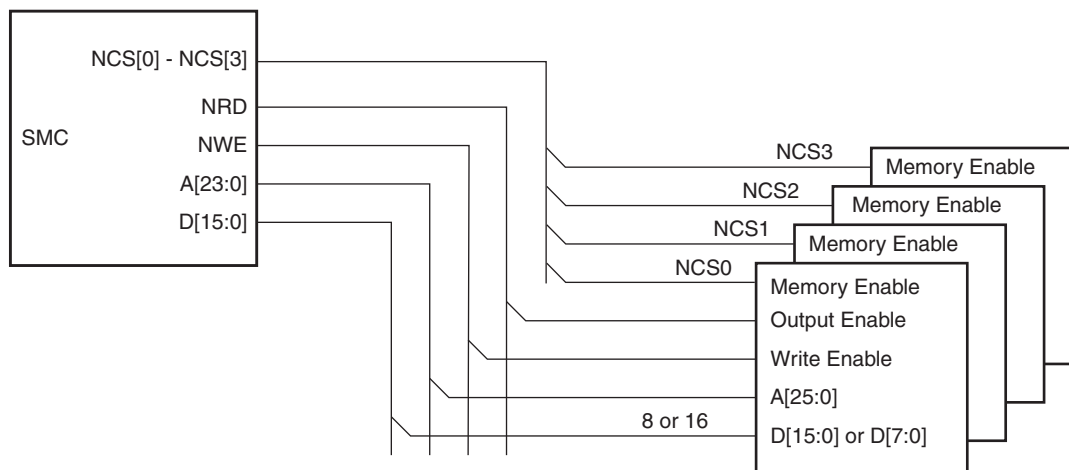 NCS[0] - NCS[3]
NRD
SMC
NWE
A[23:0]
D[15:0]
NCS3
Memory Enable
NCS2
Memory Enable
NCS1
Memory Enable
NCS0
Memory Enable
Output Enable
Write Enable
A[25:0]
8 or 16
D[15:0] or D[7:0]